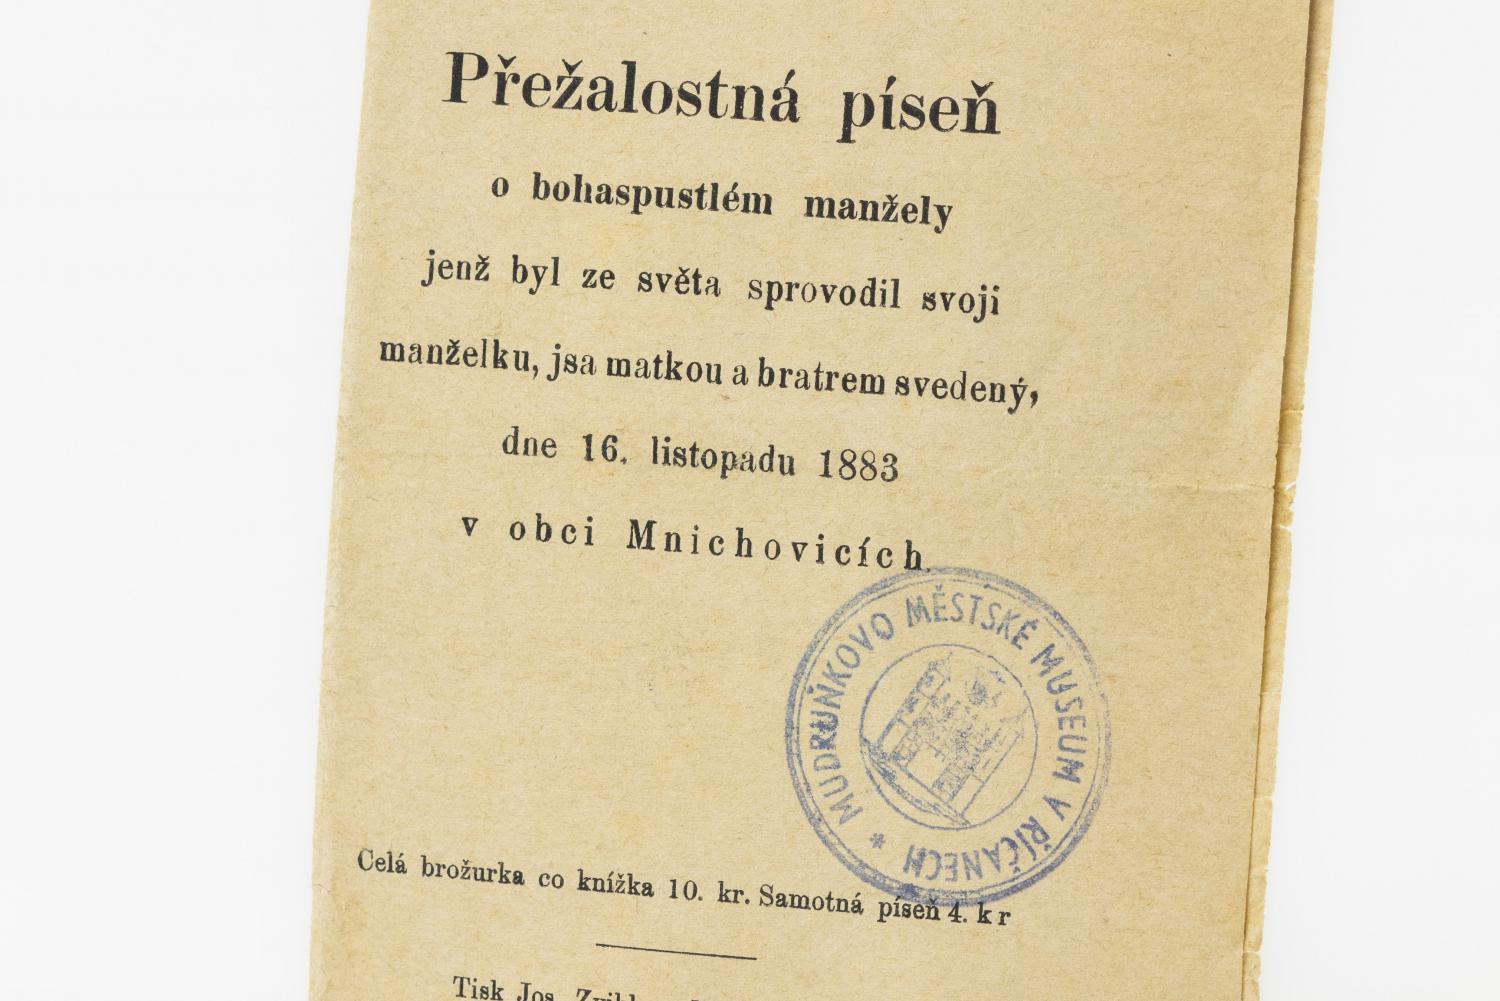 Přežalostná píseň
o bohaspustlém manžely
jenž byl ze světa sprovodil svoji
manželku, jsa matkou a bratrem svedený,
dne 16. listopadu 1883
v obci Mnichovicích.
MUDRUŇKOVO MĚSTSKÉ MUSEUM V ŘÍČANECH *
Celá brožurka co knížka 10. kr. Samotná píseň 4. kr
Tisk Jos.